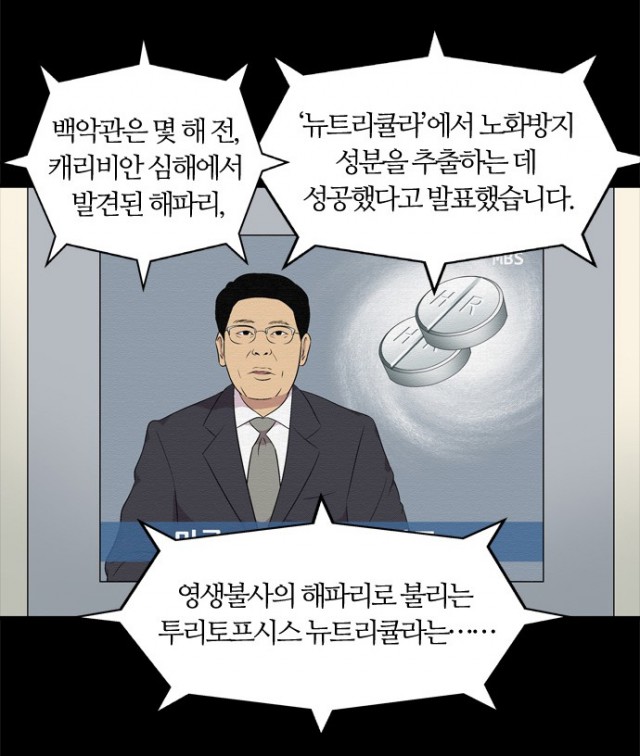 백악관은 몇 해 전,
캐리비안 심해에서
발견된 해파리,
‘뉴트리큘라’에서 노화방지
성분을 추출하는 데
성공했다고 발표했습니다.
MBS
H R
H
영생불사의 해파리로 불리는
투리토프시스 뉴트리큘라는……